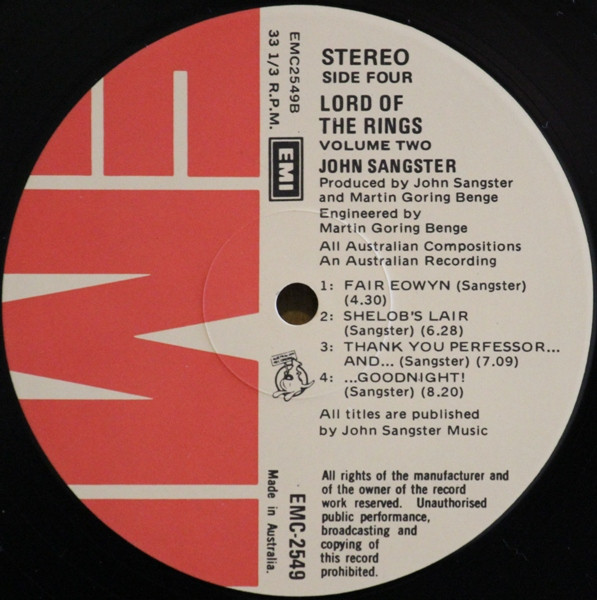 STEREO
SIDE FOUR
LORD OF
THE RINGS
VOLUME TWO
JOHN SANGSTER
Produced by John Sangster
and Martin Goring Benge
Engineered by
Martin Goring Benge
All Australian Compositions
An Australian Recording
1: FAIR EOWYN (Sangster)
(4.30)
2: SHELOB'S LAIR
(Sangster) (6.28)
3: THANK YOU PERFESSOR...
AND... (Sangster) (7.09)
4: ...GOODNIGHT!
(Sangster) (8.20)
All titles are published
by John Sangster Music
All rights of the manufacturer and
of the owner of the record
work reserved. Unauthorised
public performance,
broadcasting and
copying of
this record
prohibited.
EMC2549B
33 1/3 R.P.M.
EMI
EMC-2549
Made in Australia.
EMI